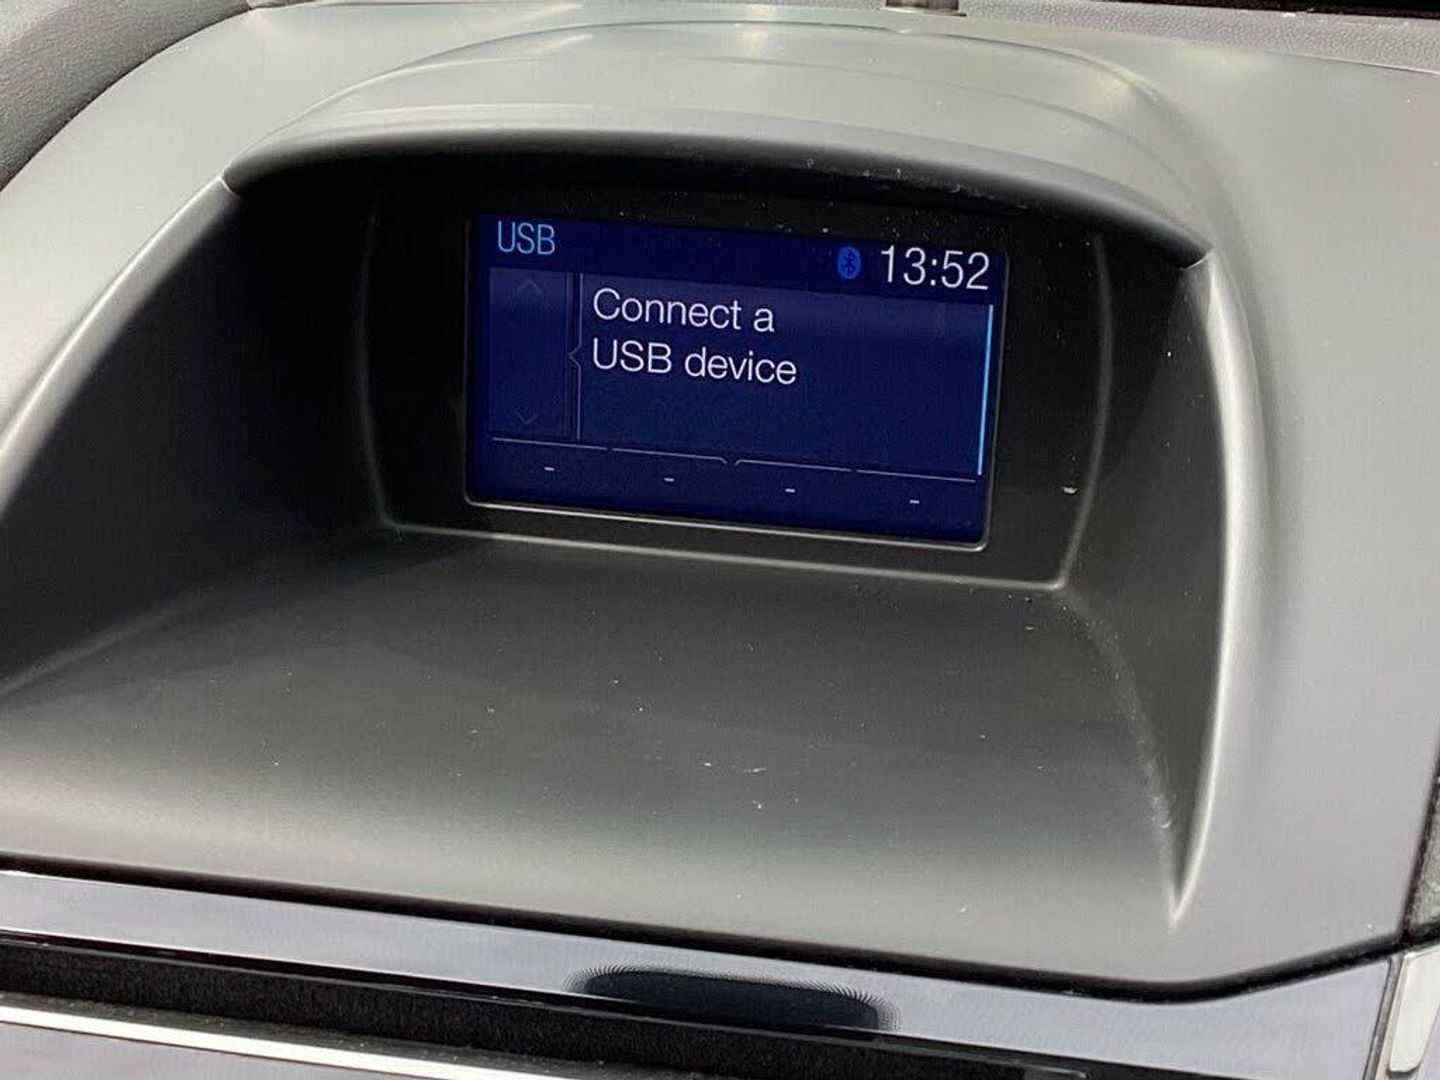 USB 13:52
Connect a
USB device
- - - -